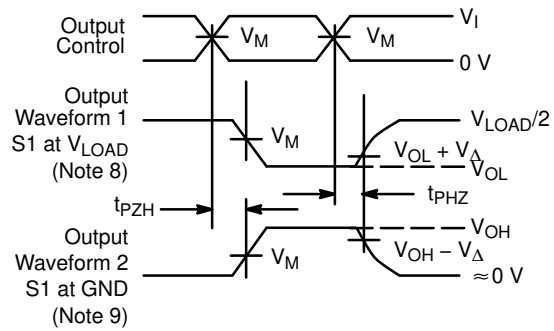 Output
Control
V_M
V_M
V_I
0 V
Output
Waveform 1
S1 at V_LOAD
(Note 8)
V_M
V_LOAD/2
V_OL + V_Δ
V_OL
t_PZH
t_PHZ
Output
Waveform 2
S1 at GND
(Note 9)
V_M
V_OH
V_OH – V_Δ
≈0 V